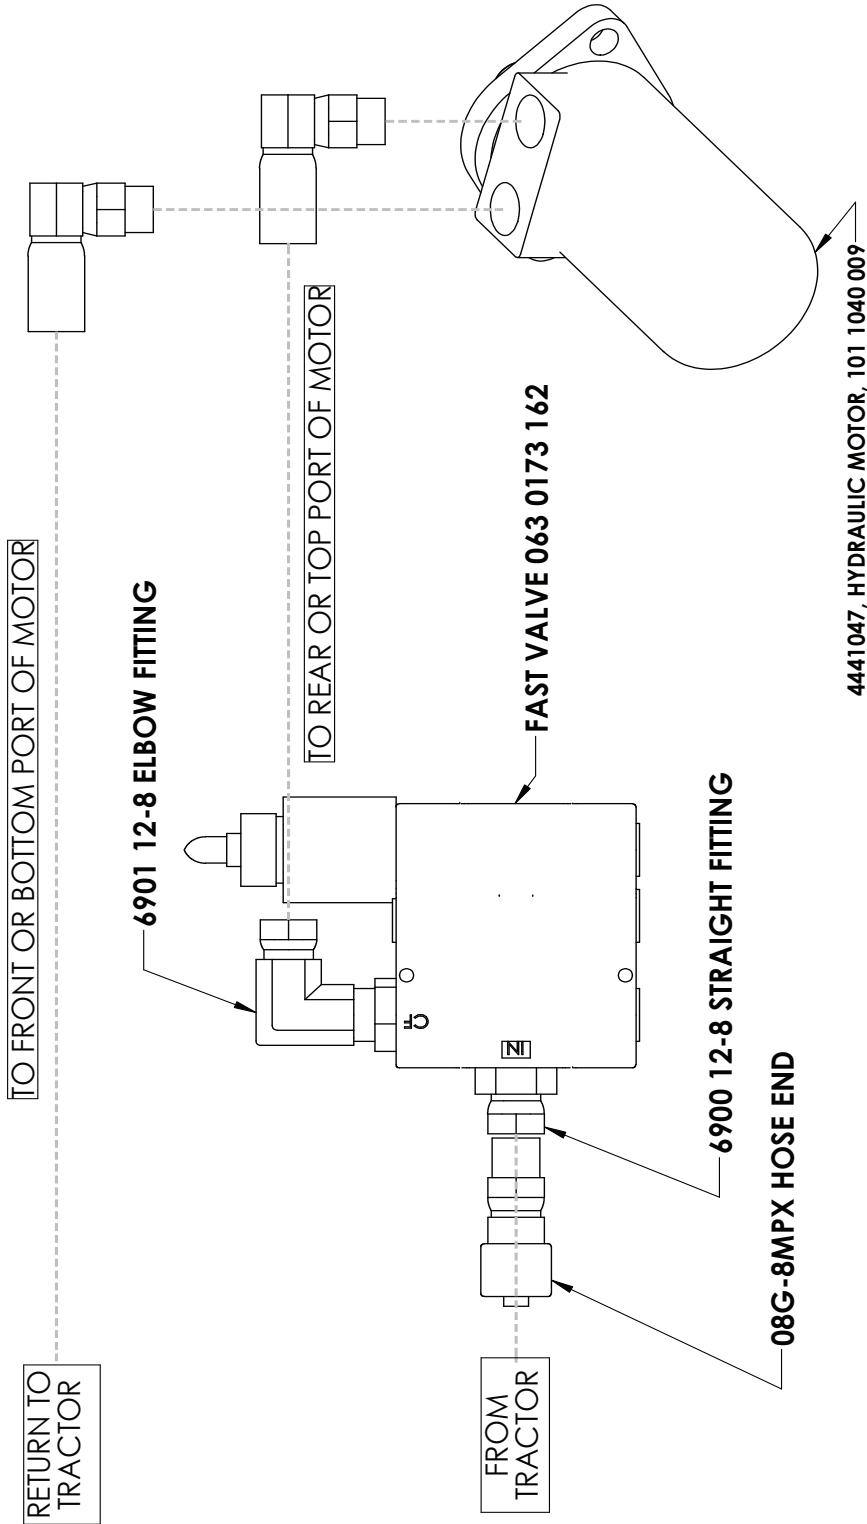 RETURN TO
TRACTOR
TO FRONT OR BOTTOM PORT OF MOTOR
6901 12-8 ELBOW FITTING
TO REAR OR TOP PORT OF MOTOR
CF
IN
FROM
TRACTOR
FAST VALVE 063 0173 162
6900 12-8 STRAIGHT FITTING
08G-8MPX HOSE END
4441047, HYDRAULIC MOTOR, 101 1040 009